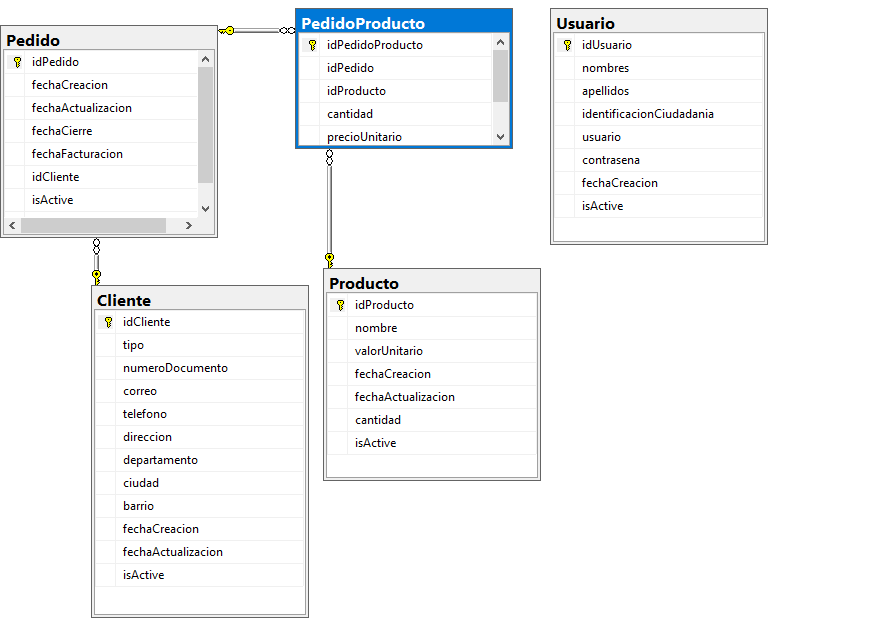 Pedido
idPedido
fechaCreacion
fechaActualizacion
fechaCierre
fechaFacturacion
idCliente
isActive
PedidoProducto
idPedidoProducto
idPedido
idProducto
cantidad
precioUnitario
Usuario
idUsuario
nombres
apellidos
identificacionCiudadania
usuario
contrasena
fechaCreacion
isActive
Cliente
idCliente
tipo
numeroDocumento
correo
telefono
direccion
departamento
ciudad
barrio
fechaCreacion
fechaActualizacion
isActive
Producto
idProducto
nombre
valorUnitario
fechaCreacion
fechaActualizacion
cantidad
isActive